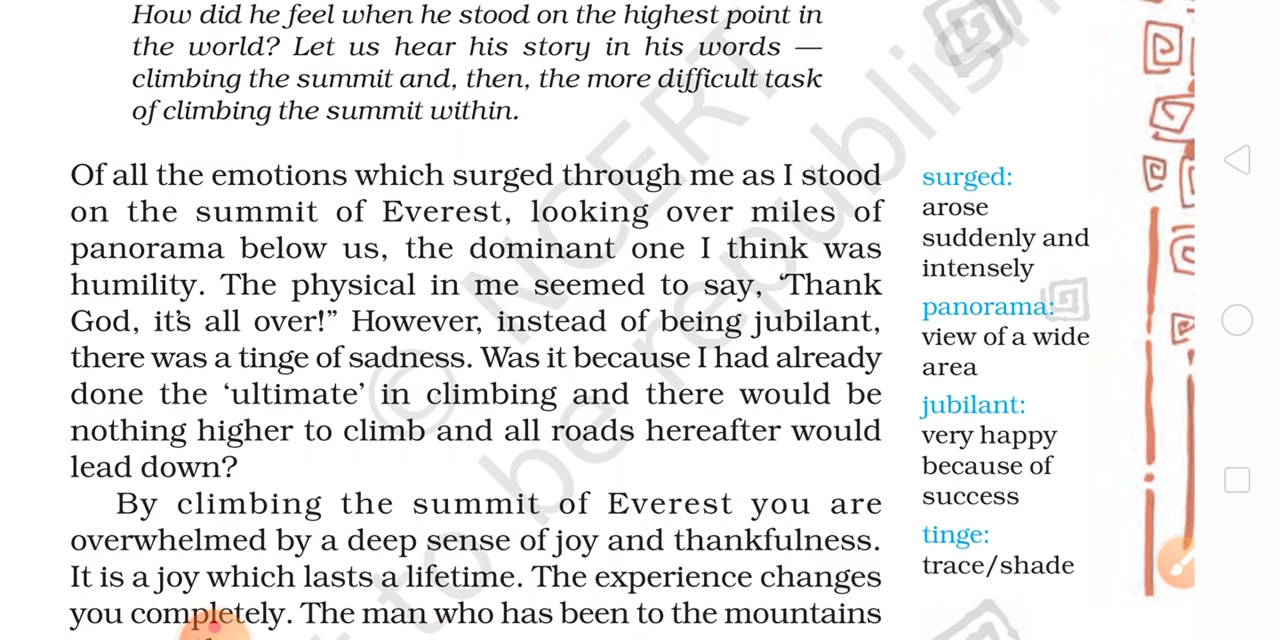 How did he feel when he stood on the highest point in
the world? Let us hear his story in his words —
climbing the summit and, then, the more difficult task
of climbing the summit within.
Of all the emotions which surged through me as I stood
on the summit of Everest, looking over miles of
panorama below us, the dominant one I think was
humility. The physical in me seemed to say, ‘Thank
God, it’s all over!” However, instead of being jubilant,
there was a tinge of sadness. Was it because I had already
done the ‘ultimate’ in climbing and there would be
nothing higher to climb and all roads hereafter would
lead down?
By climbing the summit of Everest you are
overwhelmed by a deep sense of joy and thankfulness.
It is a joy which lasts a lifetime. The experience changes
you completely. The man who has been to the mountains
surged:
arose
suddenly and
intensely
panorama:
view of a wide
area
jubilant:
very happy
because of
success
tinge:
trace/shade
© NCERT
to be republish